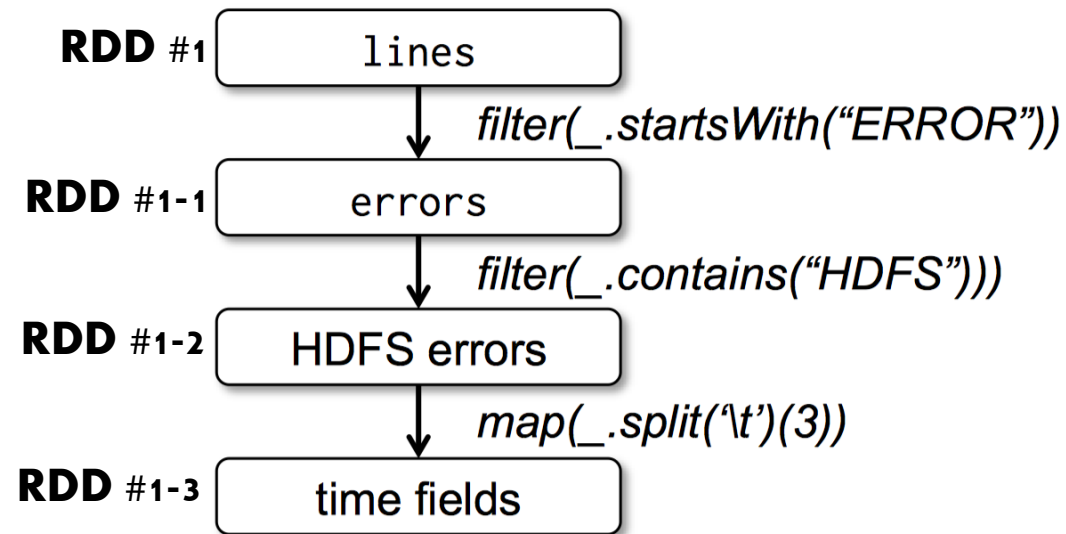 RDD #1
lines
filter(_.startsWith(“ERROR”))
RDD #1-1
errors
filter(_.contains(“HDFS”)))
RDD #1-2
HDFS errors
map(_.split(‘\t’)(3))
RDD #1-3
time fields